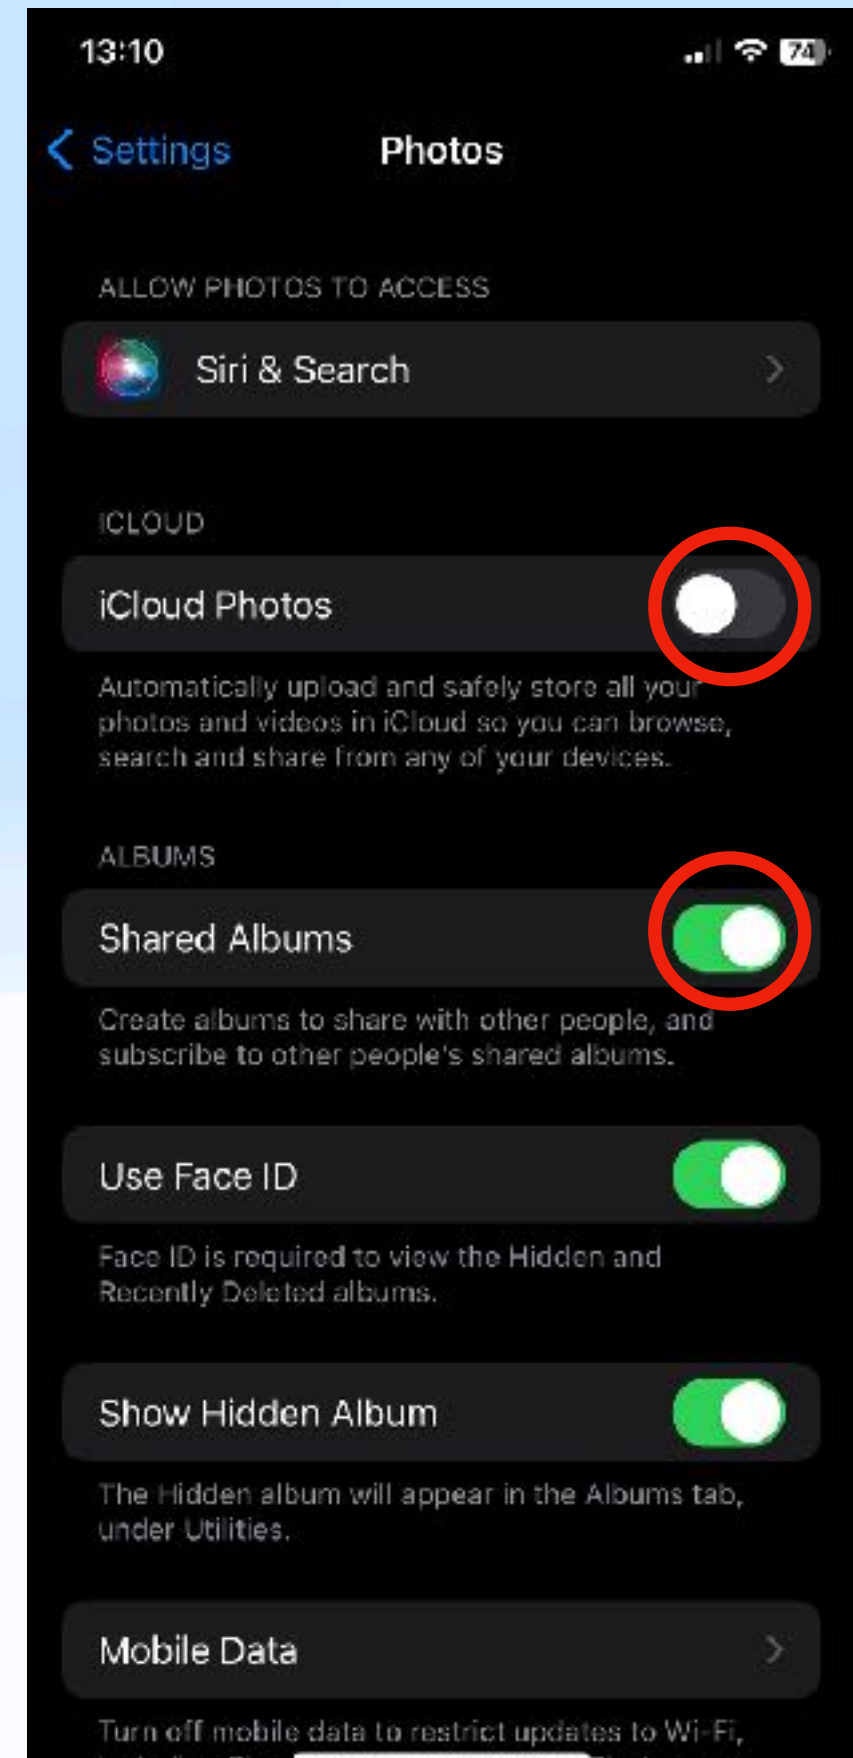 13:10
74
Settings
Photos
ALLOW PHOTOS TO ACCESS
Siri & Search
ICLOUD
iCloud Photos
Automatically upload and safely store all your
photos and videos in iCloud so you can browse,
search and share from any of your devices.
ALBUMS
Shared Albums
Create albums to share with other people, and
subscribe to other people's shared albums.
Use Face ID
Face ID is required to view the Hidden and
Recently Deleted albums.
Show Hidden Album
The Hidden album will appear in the Albums tab,
under Utilities.
Mobile Data
Turn off mobile data to restrict updates to Wi-Fi,